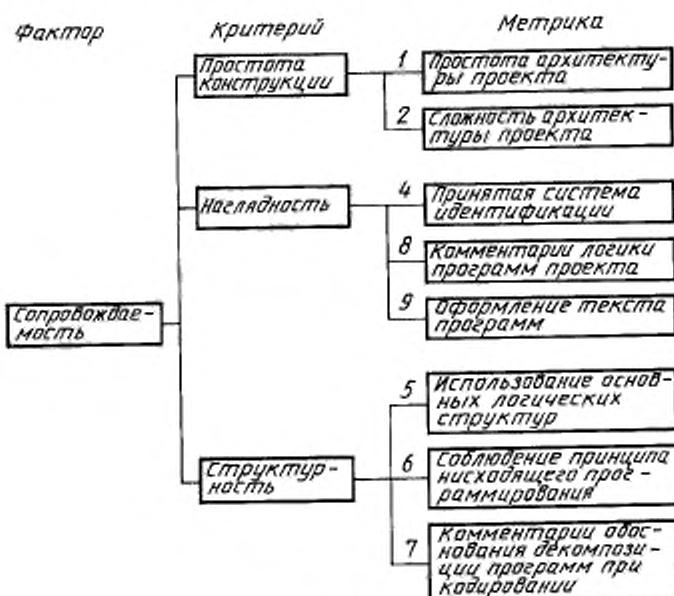 Фактор Критерий Метрика
Простота
конструкции
1
Простота архитекту-
ры проекта
2
Сложность архитек-
туры проекта
Наглядность
4
Принятая система
идентификации
8
Комментарии логики
программ проекта
9
Оформление текста
программ
Сопровождае-
мость
Структур-
ность
5
Использование основ-
ных логических
структур
6
Соблюдение принципа
нисходящего прог-
раммирования
7
Комментарии обос-
нования декомпози-
ции программ при
кодировании